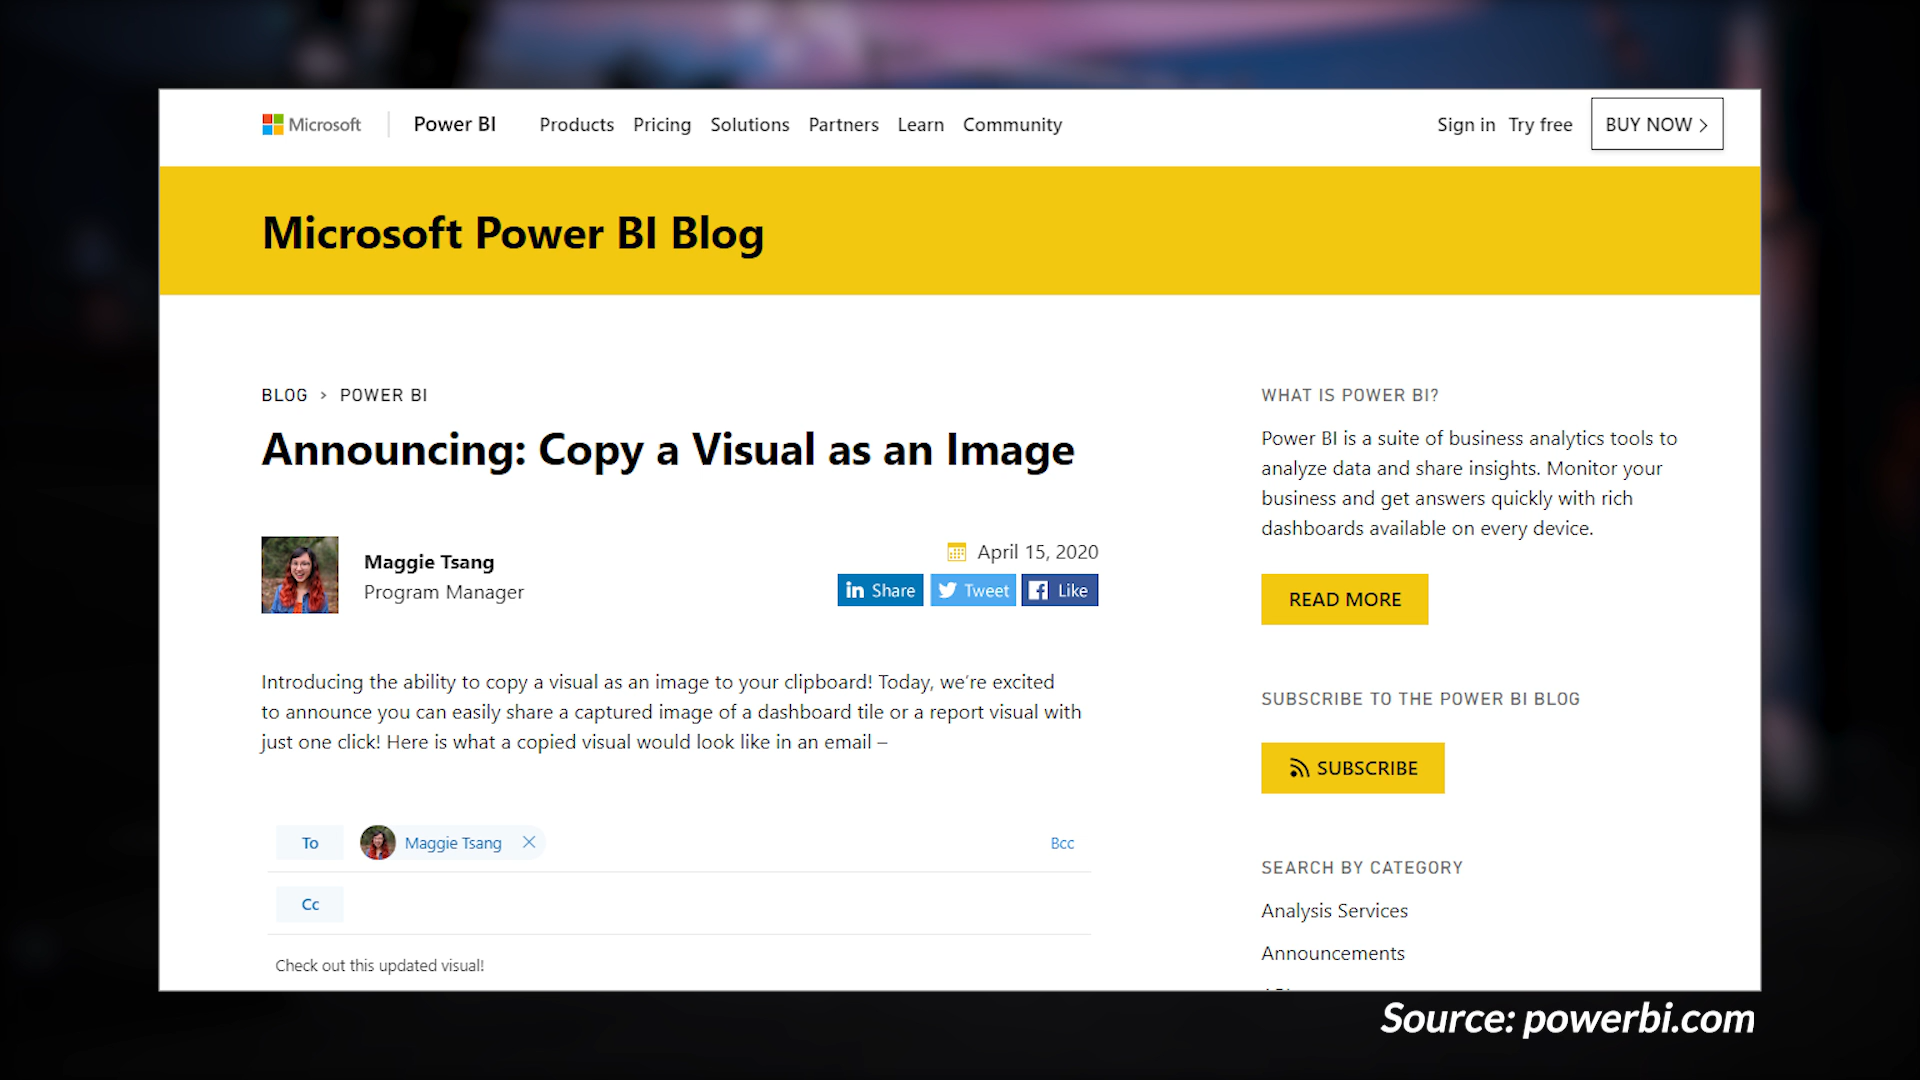 Microsoft Power BI Products Pricing Solutions Partners Learn Community Sign in Try free BUY NOW >
Microsoft Power BI Blog
BLOG > POWER BI
Announcing: Copy a Visual as an Image
Maggie Tsang
Program Manager
April 15, 2020
in Share Tweet Like
Introducing the ability to copy a visual as an image to your clipboard! Today, we’re excited
to announce you can easily share a captured image of a dashboard tile or a report visual with
just one click! Here is what a copied visual would look like in an email –
To Maggie Tsang Bcc
Cc
Check out this updated visual!
WHAT IS POWER BI?
Power BI is a suite of business analytics tools to
analyze data and share insights. Monitor your
business and get answers quickly with rich
dashboards available on every device.
READ MORE
SUBSCRIBE TO THE POWER BI BLOG
SUBSCRIBE
SEARCH BY CATEGORY
Analysis Services
Announcements
Source: powerbi.com